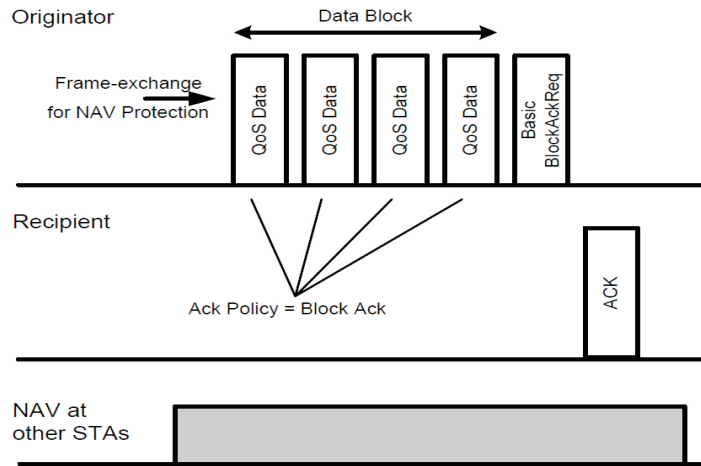 Originator
Data Block
Frame-exchange
for NAV Protection
QoS Data
QoS Data
QoS Data
QoS Data
Basic
BlockAckReq
Recipient
Ack Policy = Block Ack
ACK
NAV at
other STAs